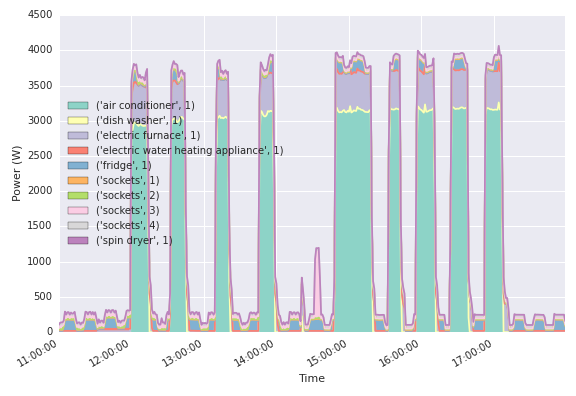 4500
4000
3500
3000
2500
2000
1500
1000
500
0
Power (W)
('air conditioner', 1)
('dish washer', 1)
('electric furnace', 1)
('electric water heating appliance', 1)
('fridge', 1)
('sockets', 1)
('sockets', 2)
('sockets', 3)
('sockets', 4)
('spin dryer', 1)
11:00:00
12:00:00
13:00:00
14:00:00
15:00:00
16:00:00
17:00:00
Time